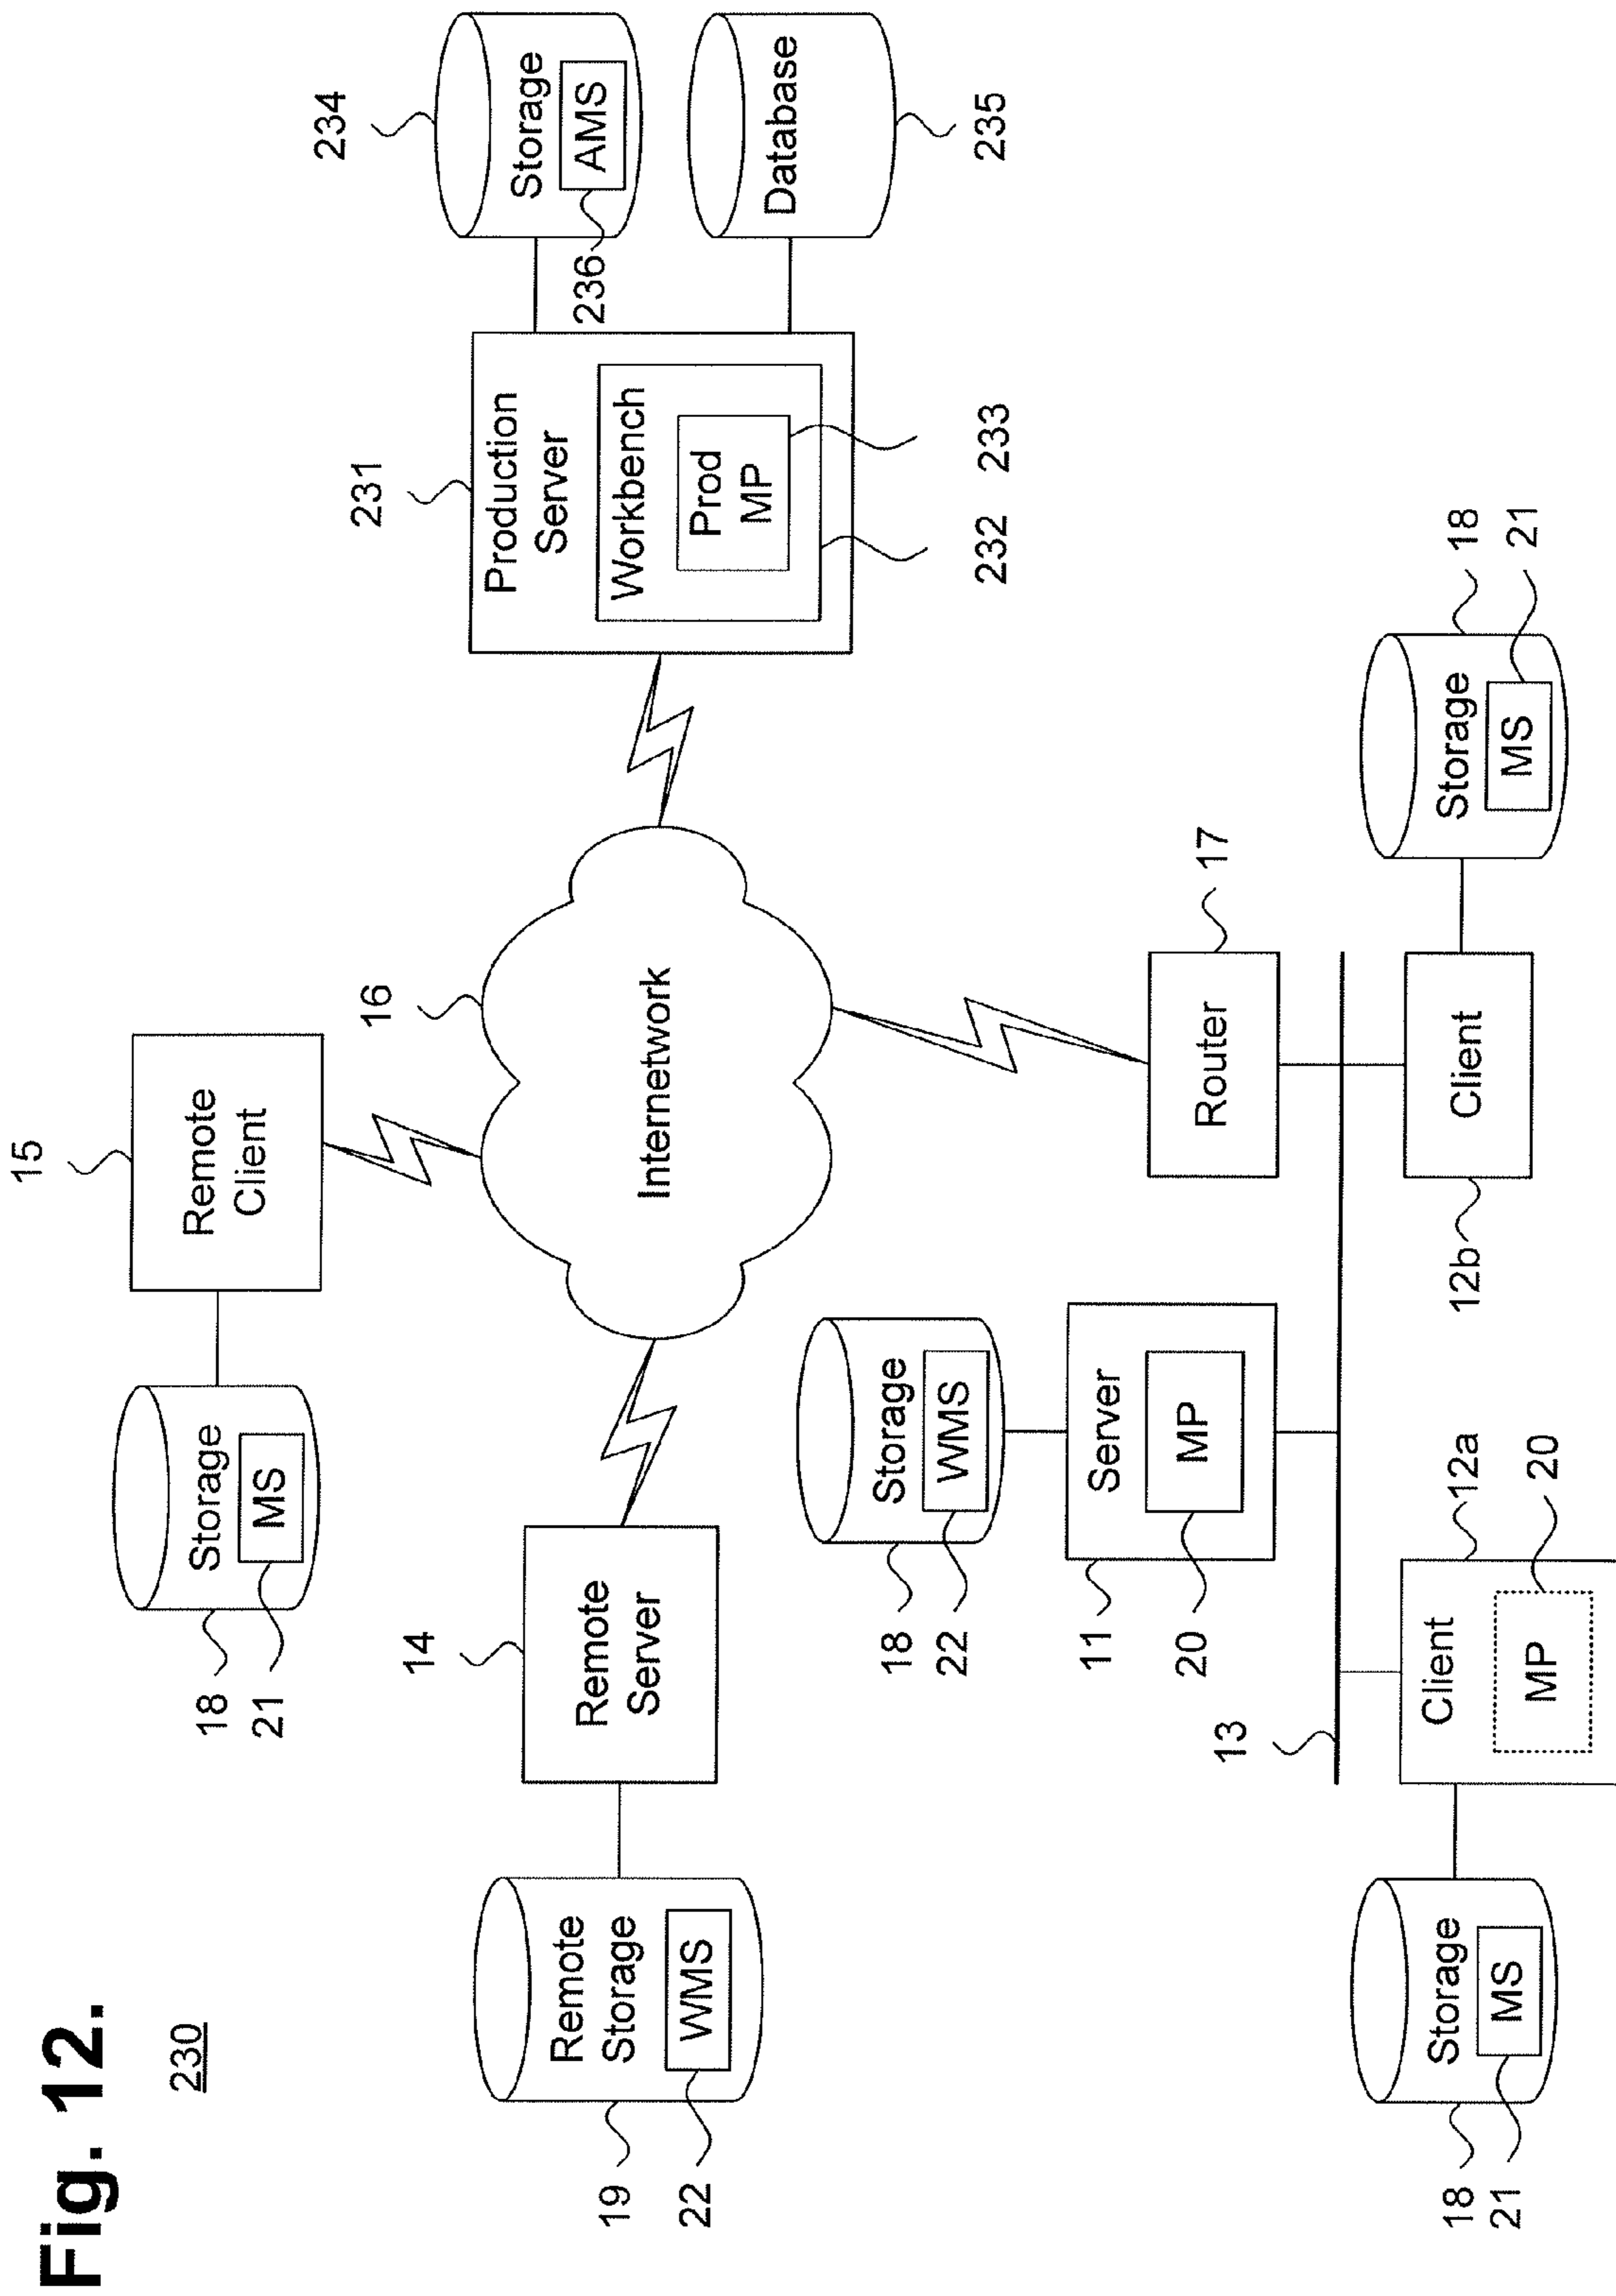 Fig. 12.
230
15
Remote
Client
Storage
MS
18
21
14
Remote
Server
Remote
Storage
WMS
19
22
16
Internetwork
231
Production
Server
Workbench
Prod
MP
233
232
234
Storage
AMS
236
Database
235
Storage
WMS
18
22
Server
MP
11
20
Router
17
13
Client
12b
Storage
MS
18
21
Client
MP
12a
20
Storage
MS
18
21